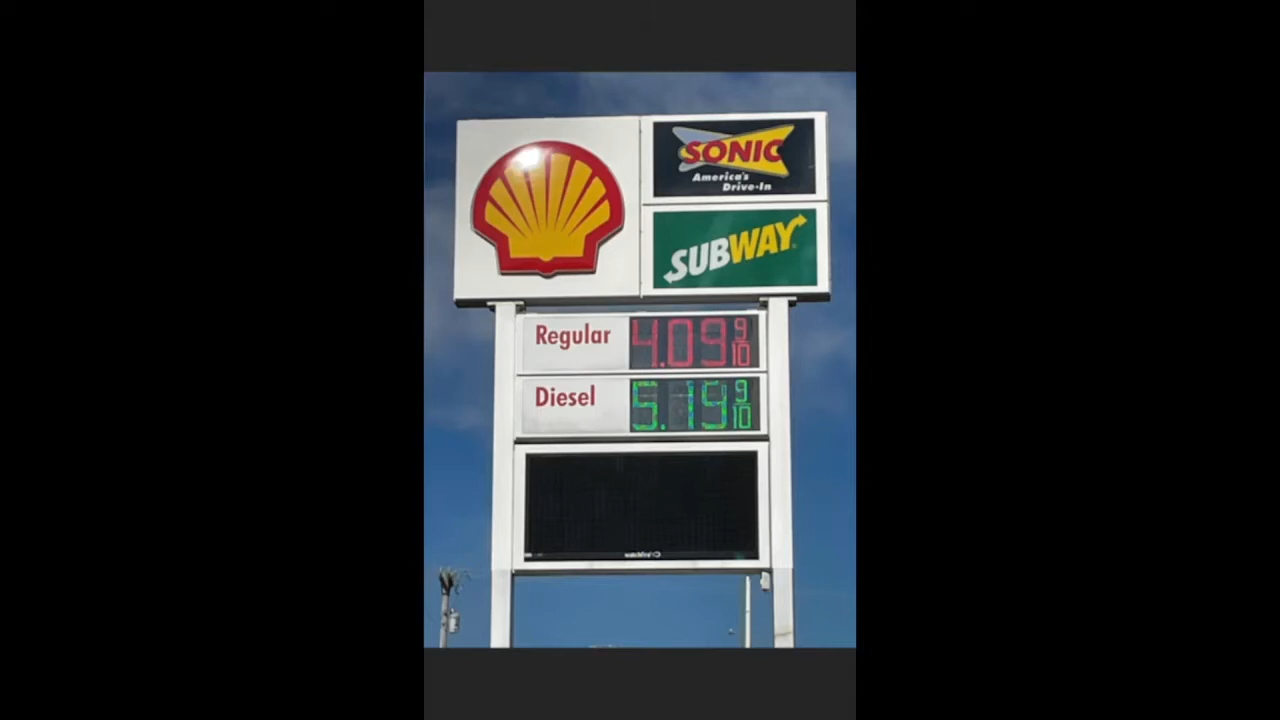 SONIC
America's
Drive-In
SUBWAY
Regular 4.09 9/10
Diesel 5.19 9/10